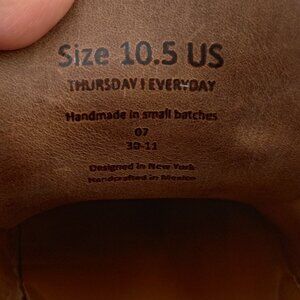 Size 10.5 US
THURSDAY | EVERYDAY
Handmade in small batches
07
30-11
Designed in New York
Handcrafted in Mexico